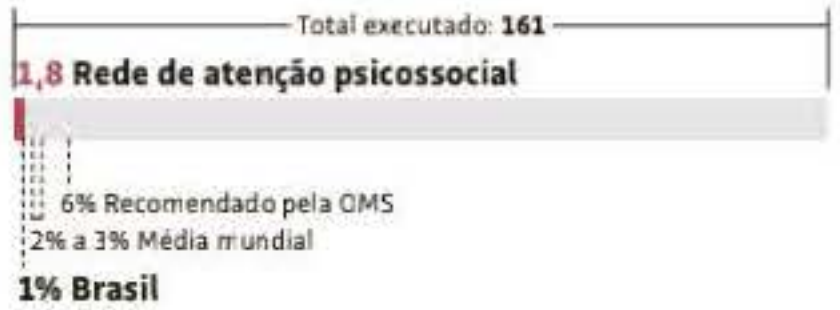 Total executado: 161
1,8 Rede de atenção psicossocial
6% Recomendado pela OMS
2% a 3% Média mundial
1% Brasil